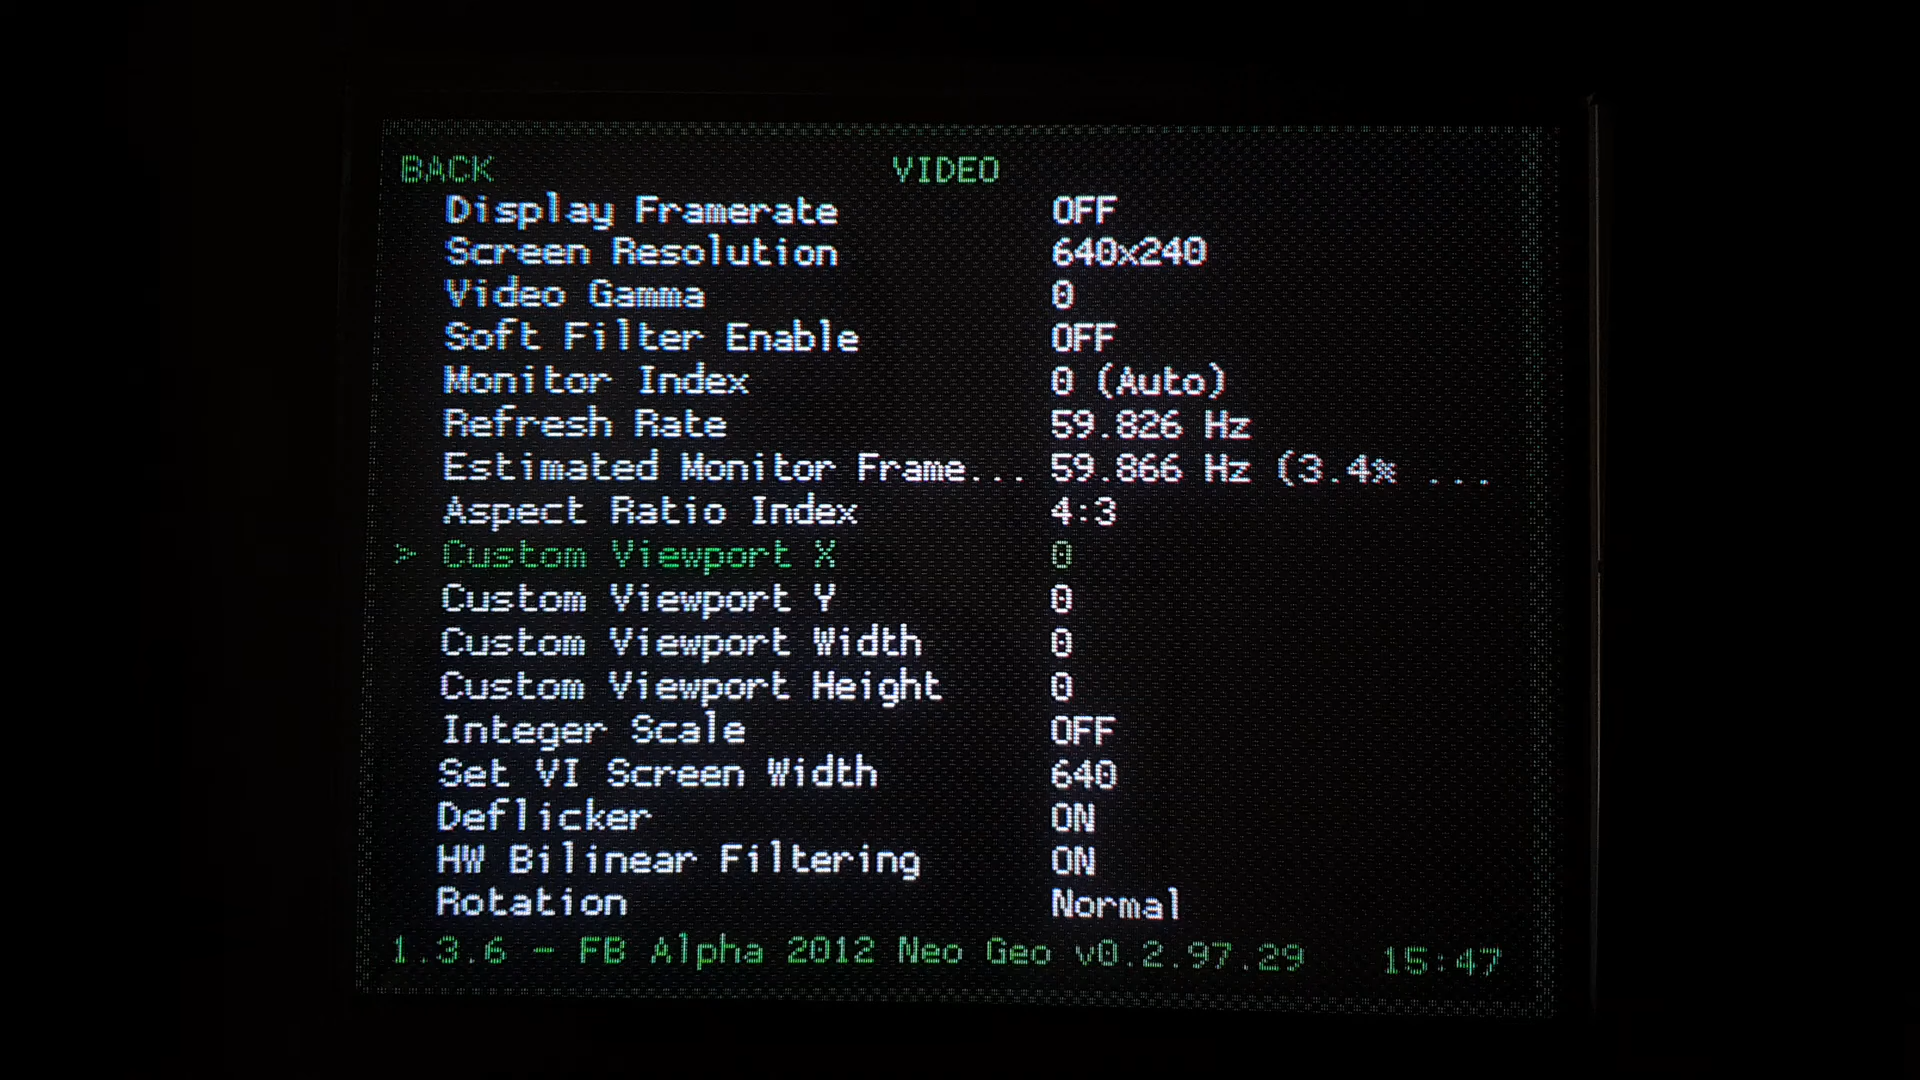 BACK VIDEO
Display Framerate OFF
Screen Resolution 640x240
Video Gamma 0
Soft Filter Enable OFF
Monitor Index 0 (Auto)
Refresh Rate 59.826 Hz
Estimated Monitor Frame... 59.866 Hz (3.4% ...
Aspect Ratio Index 4:3
> Custom Viewport X 0
Custom Viewport Y 0
Custom Viewport Width 0
Custom Viewport Height 0
Integer Scale OFF
Set VI Screen Width 640
Deflicker ON
HW Bilinear Filtering ON
Rotation Normal
1.3.6 - FB Alpha 2012 Neo Geo v0.2.97.29 15:47